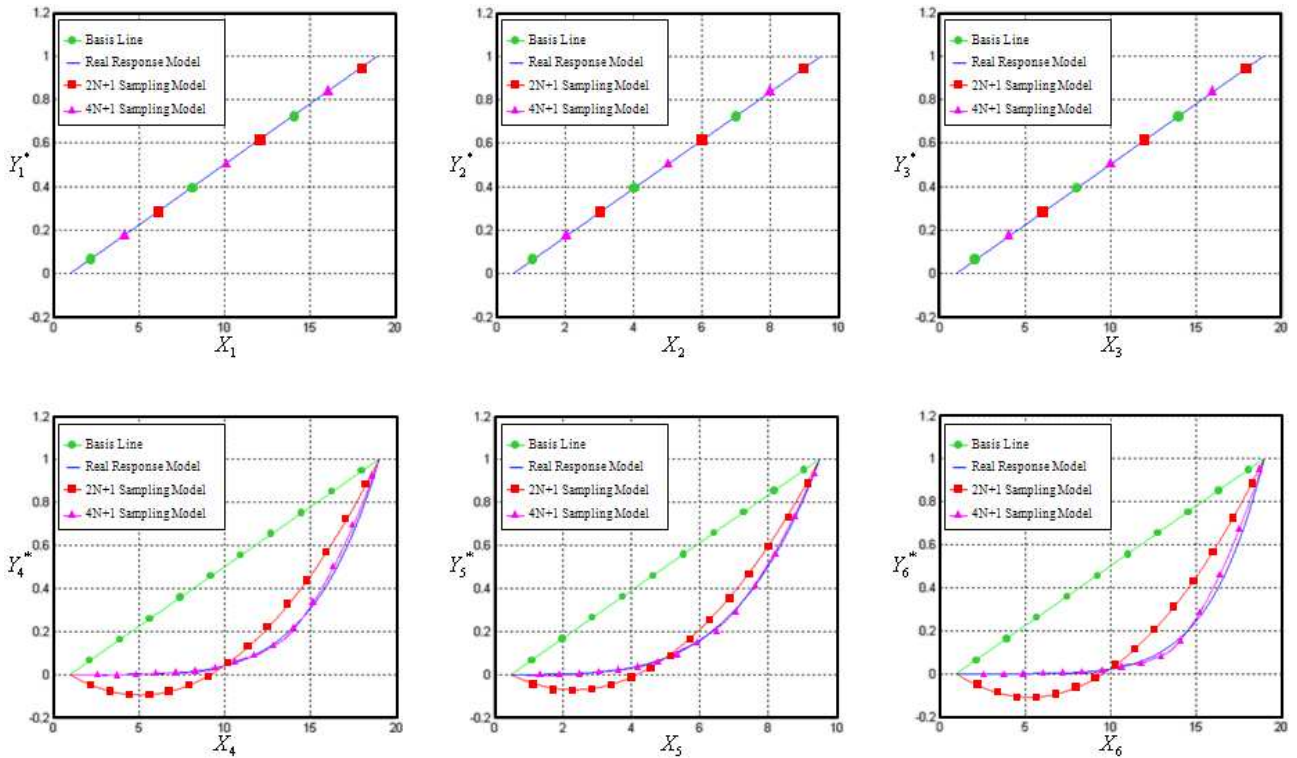 1.2
1
0.8
0.6
0.4
0.2
0
-0.2
Y₁*
Basis Line
Real Response Model
2N+1 Sampling Model
4N+1 Sampling Model
0 5 10 15 20
X₁
1.2
1
0.8
0.6
0.4
0.2
0
-0.2
Y₂*
Basis Line
Real Response Model
2N+1 Sampling Model
4N+1 Sampling Model
0 2 4 6 8 10
X₂
1.2
1
0.8
0.6
0.4
0.2
0
-0.2
Y₃*
Basis Line
Real Response Model
2N+1 Sampling Model
4N+1 Sampling Model
0 5 10 15 20
X₃
1.2
1
0.8
0.6
0.4
0.2
0
-0.2
Y₄*
Basis Line
Real Response Model
2N+1 Sampling Model
4N+1 Sampling Model
0 5 10 15 20
X₄
1.2
1
0.8
0.6
0.4
0.2
0
-0.2
Y₅*
Basis Line
Real Response Model
2N+1 Sampling Model
4N+1 Sampling Model
0 2 4 6 8 10
X₅
1.2
1
0.8
0.6
0.4
0.2
0
-0.2
Y₆*
Basis Line
Real Response Model
2N+1 Sampling Model
4N+1 Sampling Model
0 5 10 15 20
X₆